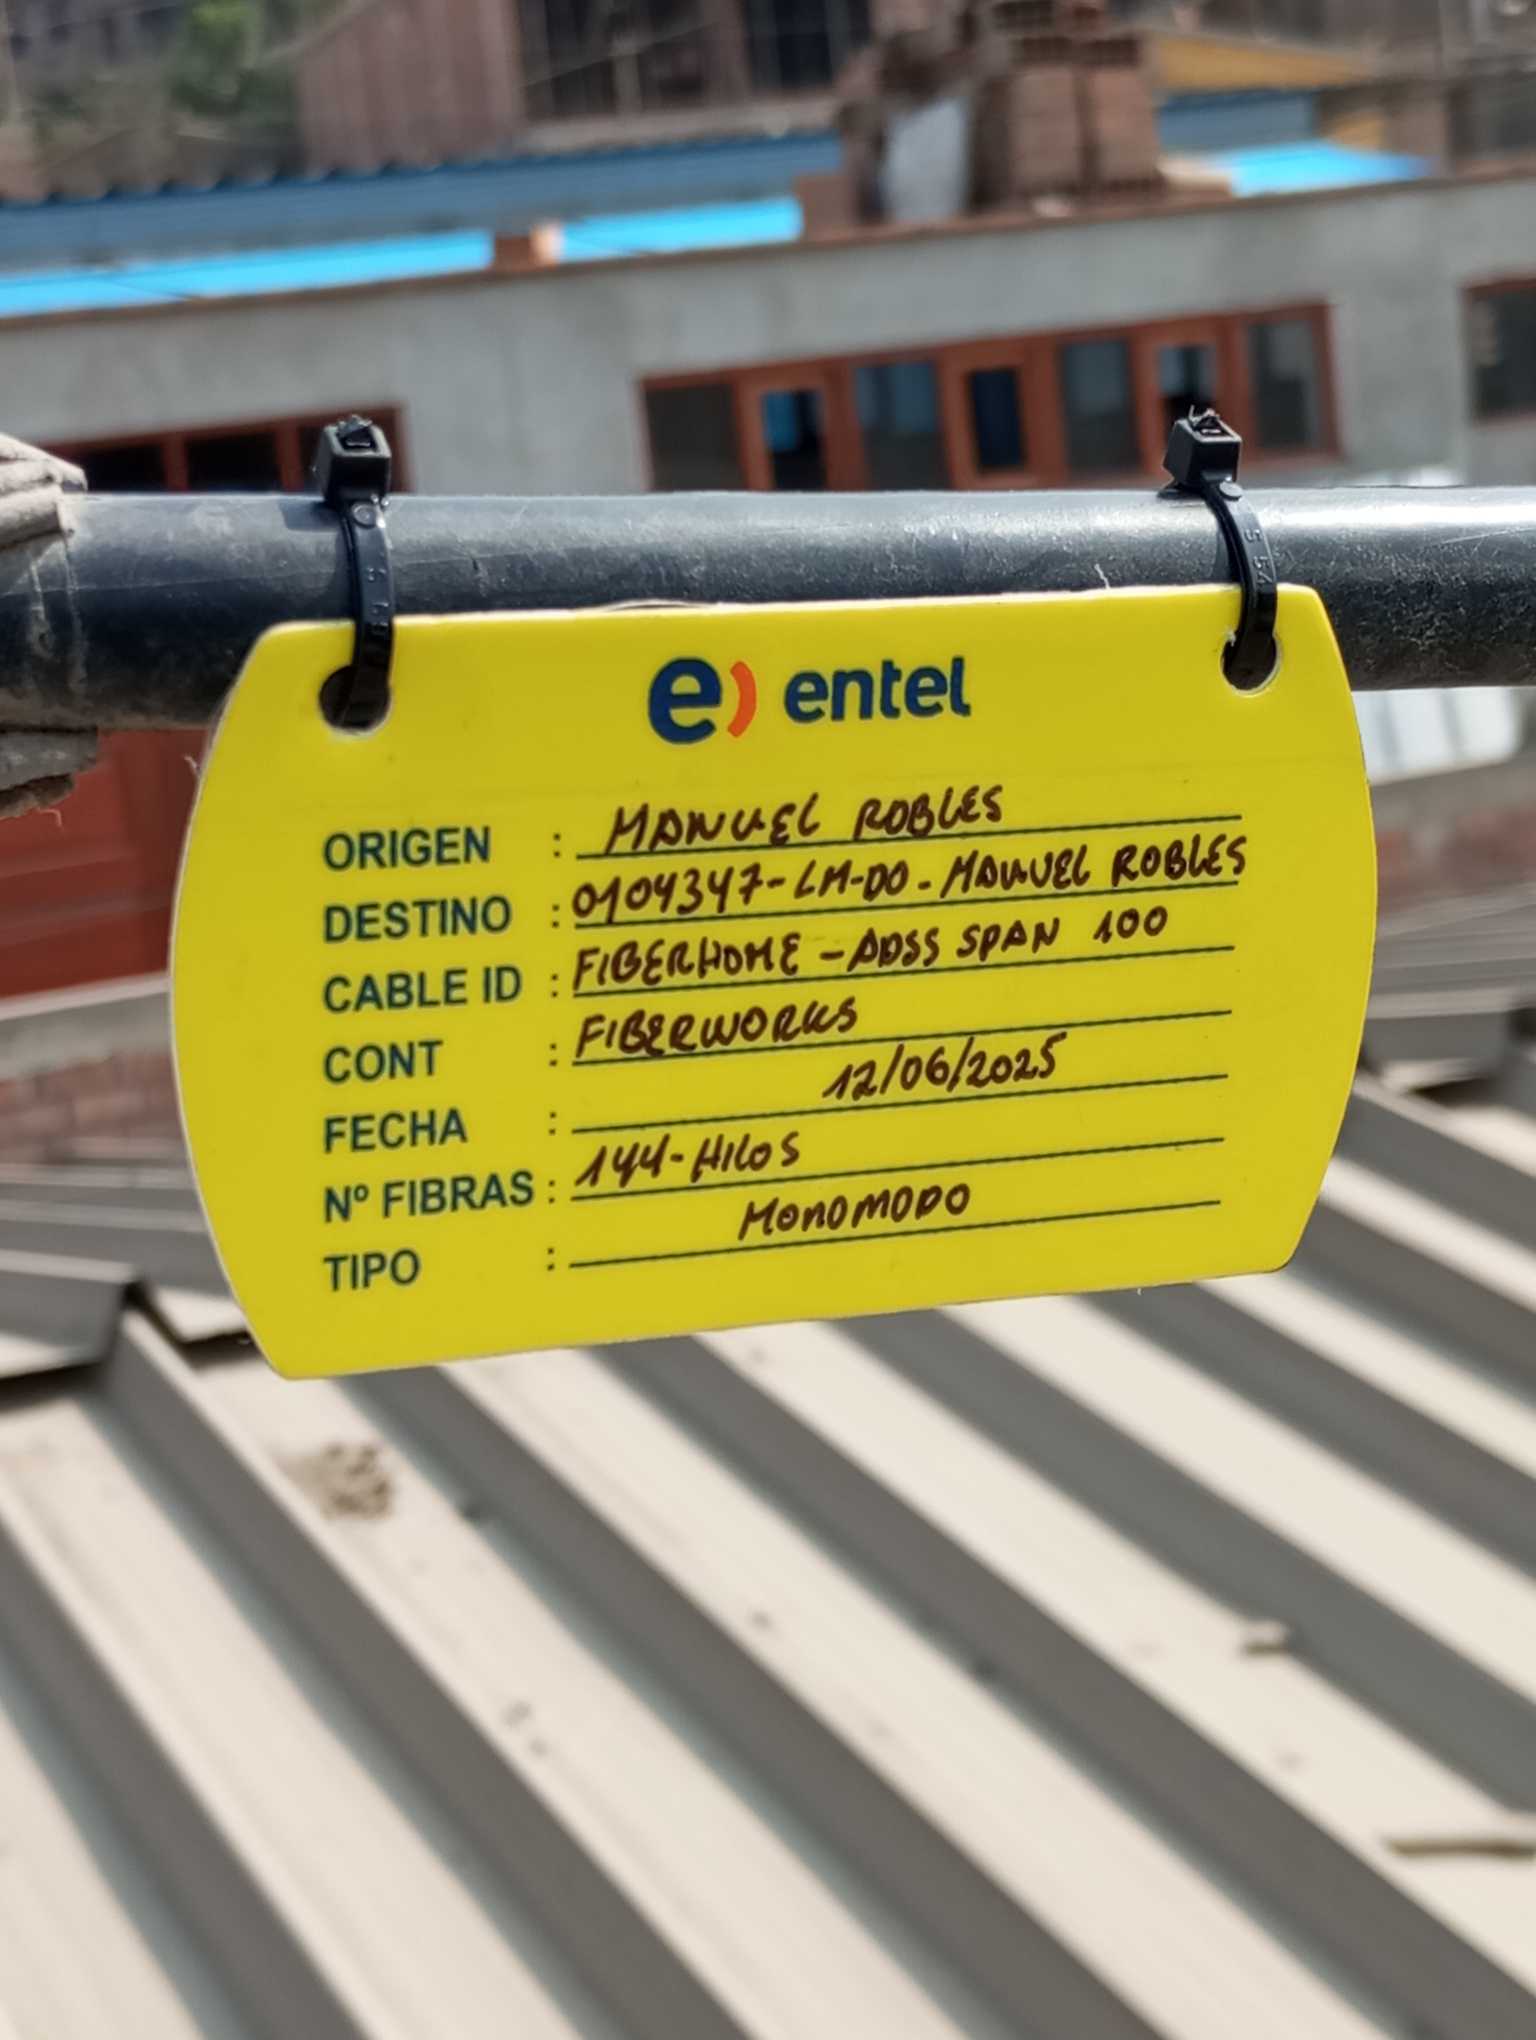 e) entel
ORIGEN : MANUEL ROBLES
DESTINO : 0104347-LM-DO-MANUEL ROBLES
CABLE ID : FIBERHOME-ADSS SPAN 100
CONT : FIBERWORKS
FECHA : 12/06/2025
Nº FIBRAS : 144-Hilos
TIPO : MONOMODO